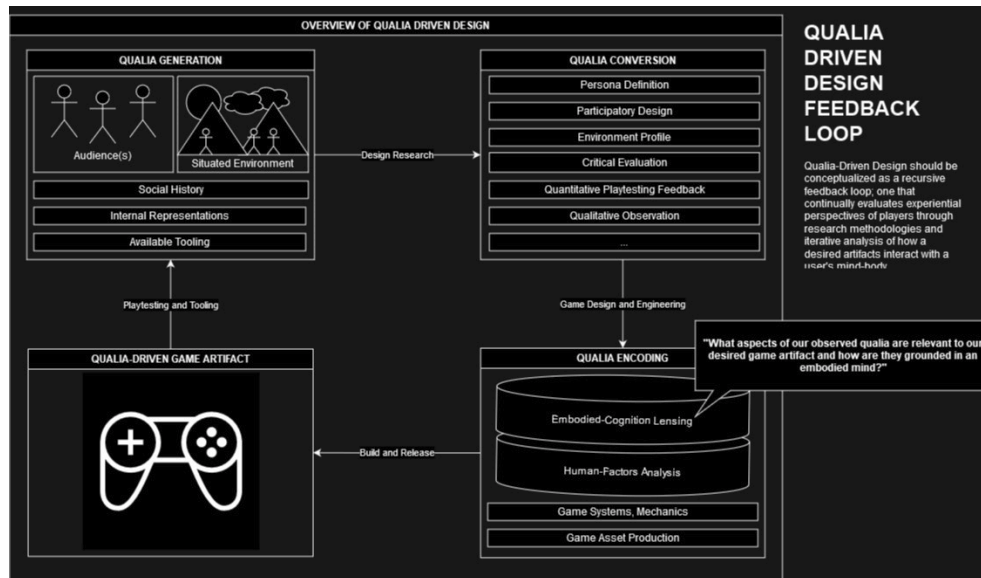 OVERVIEW OF QUALIA DRIVEN DESIGN
QUALIA GENERATION
Audience(s)
Situated Environment
Social History
Internal Representations
Available Tooling
Design Research
QUALIA CONVERSION
Persona Definition
Participatory Design
Environment Profile
Critical Evaluation
Quantitative Playtesting Feedback
Qualitative Observation
...
Playtesting and Tooling
Game Design and Engineering
QUALIA-DRIVEN GAME ARTIFACT
Build and Release
QUALIA ENCODING
Embodied-Cognition Lensing
Human-Factors Analysis
Game Systems, Mechanics
Game Asset Production
"What aspects of our observed qualia are relevant to our
desired game artifact and how are they grounded in an
embodied mind?"
QUALIA
DRIVEN
DESIGN
FEEDBACK
LOOP
Qualia-Driven Design should be
conceptualized as a recursive
feedback loop; one that
continually evaluates experiential
perspectives of players through
research methodologies and
iterative analysis of how a
desired artifacts interact with a
user's mind-body